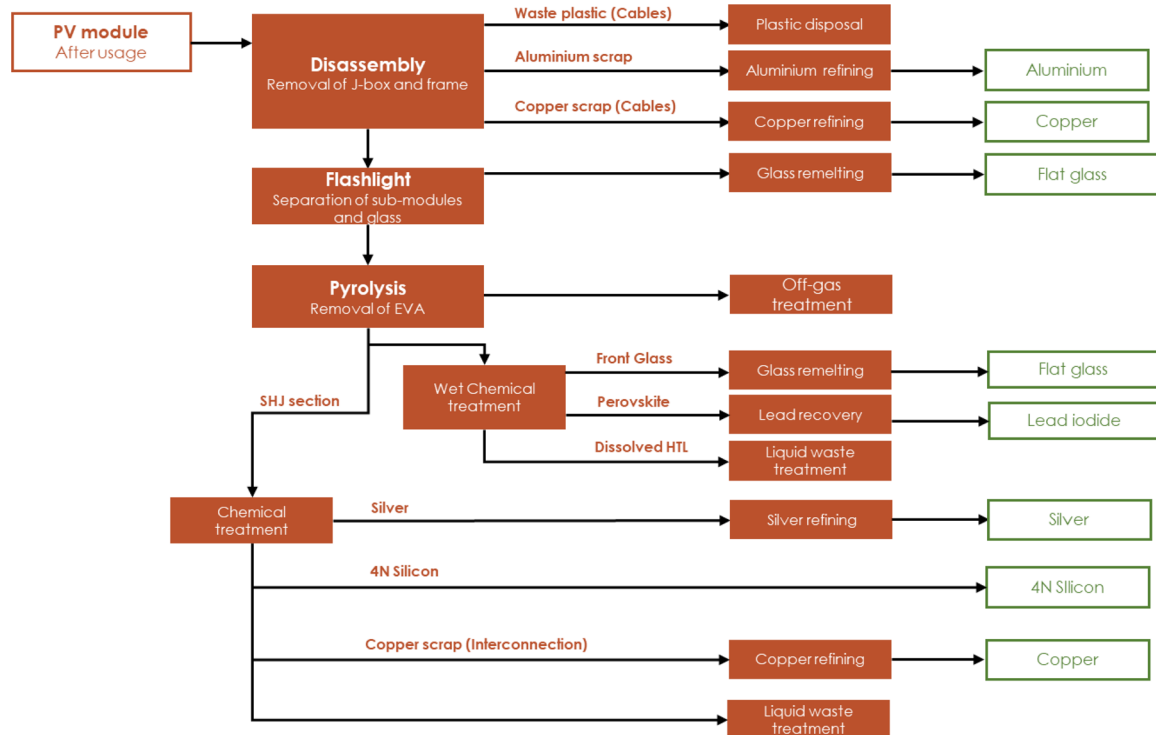 PV module
After usage
Waste plastic (Cables)
Plastic disposal
Disassembly
Removal of J-box and frame
Aluminium scrap
Aluminium refining
Aluminium
Copper scrap (Cables)
Copper refining
Copper
Flashlight
Separation of sub-modules
and glass
Glass remelting
Flat glass
Pyrolysis
Removal of EVA
Off-gas
treatment
Front Glass
Glass remelting
Flat glass
Wet Chemical
treatment
SHJ section
Perovskite
Lead recovery
Lead iodide
Dissolved HTL
Liquid waste
treatment
Chemical
treatment
Silver
Silver refining
Silver
4N Silicon
4N SIlicon
Copper scrap (Interconnection)
Copper refining
Copper
Liquid waste
treatment